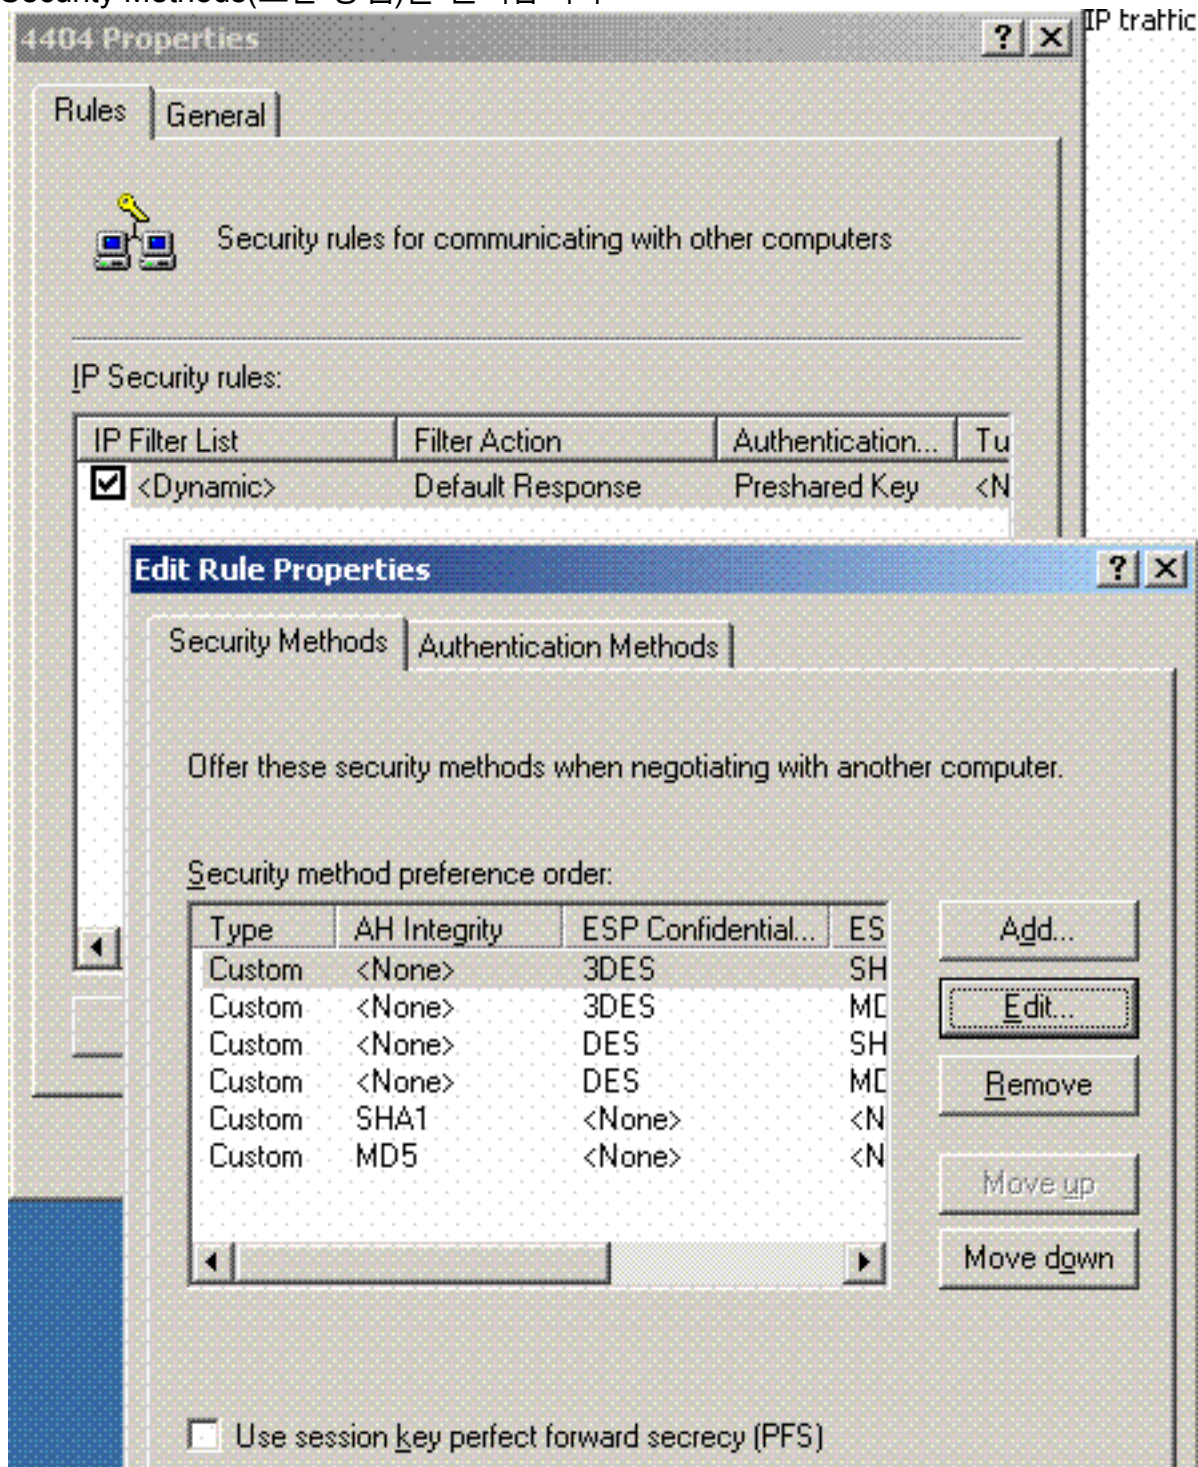 4404 Properties
IP traffic
Rules
General
Security rules for communicating with other computers
IP Security rules:
IP Filter List
Filter Action
Authentication...
Tu
<Dynamic>
Default Response
Preshared Key
<N
Edit Rule Properties
Security Methods
Authentication Methods
Offer these security methods when negotiating with another computer.
Security method preference order:
Type
AH Integrity
ESP Confidential...
ES
Custom <None> 3DES SH
Custom <None> 3DES MD
Custom <None> DES SH
Custom <None> DES MD
Custom SHA1 <None> <N
Custom MD5 <None> <N
Add...
Edit...
Remove
Move up
Move down
Use session key perfect forward secrecy (PFS)